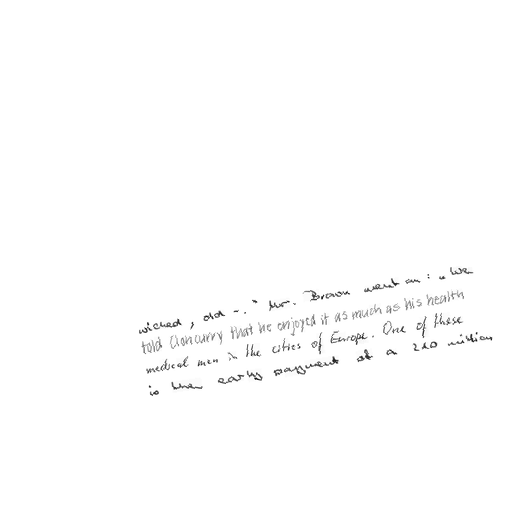 wicked, old -. " Mr. Brown went on: "We
told Cloncurry that he enjoyed it as much as his health
medical men in the cities of Europe. One of these
is the early payment of a 210 million